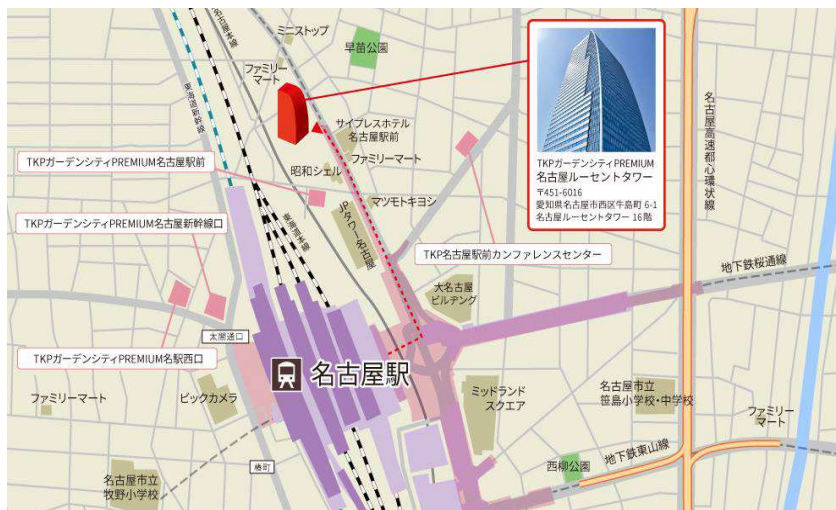 ミニストップ
早苗公園
ファミリー
マート
名古屋本線
東海道新幹線
サイプレスホテル
名古屋駅前
ファミリーマート
昭和シェル
マツモトキヨシ
JPタワー名古屋
東海道本線
TKPガーデンシティPREMIUM名古屋駅前
TKPガーデンシティPREMIUM名古屋新幹線口
TKPガーデンシティPREMIUM名駅西口
TKP名古屋駅前カンファレンスセンター
TKPガーデンシティPREMIUM
名古屋ルーセントタワー
〒451-6016
愛知県名古屋市西区牛島町 6-1
名古屋ルーセントタワー 16階
名古屋高速都心環状線
地下鉄桜通線
大名古屋
ビルヂング
太閤通口
名古屋駅
ファミリーマート
ビックカメラ
ミッドランド
スクエア
名古屋市立
笹島小学校・中学校
ファミリー
マート
地下鉄東山線
西柳公園
椿町
名古屋市立
牧野小学校